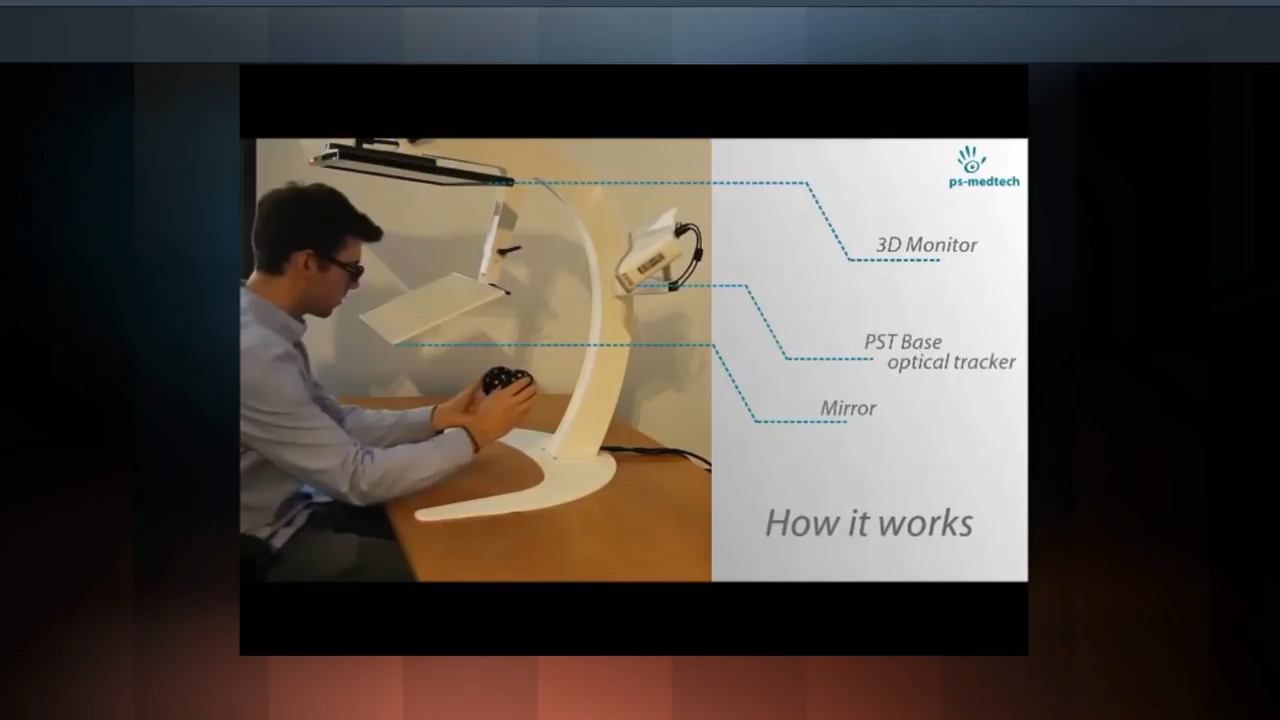 ps-medtech
3D Monitor
PST Base
optical tracker
Mirror
How it works